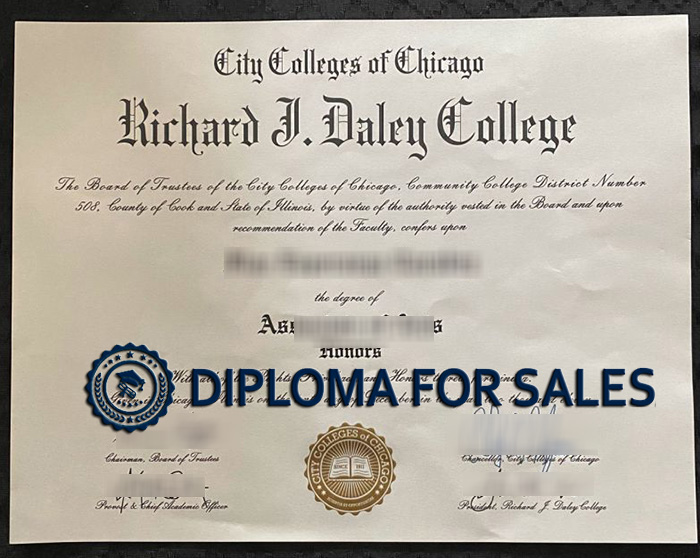 City Colleges of Chicago
Richard J. Daley College
The Board of Trustees of the City Colleges of Chicago, Community College District Number
508, County of Cook and State of Illinois, by virtue of the authority vested in the Board and upon
recommendation of the Faculty, confers upon
the degree of
Honors
DIPLOMA FOR SALES
CITY COLLEGES of CHICAGO
SINCE 1911
Chairman, Board of Trustees
Chancellor, City Colleges of Chicago
Provost & Chief Academic Officer
President, Richard J. Daley College